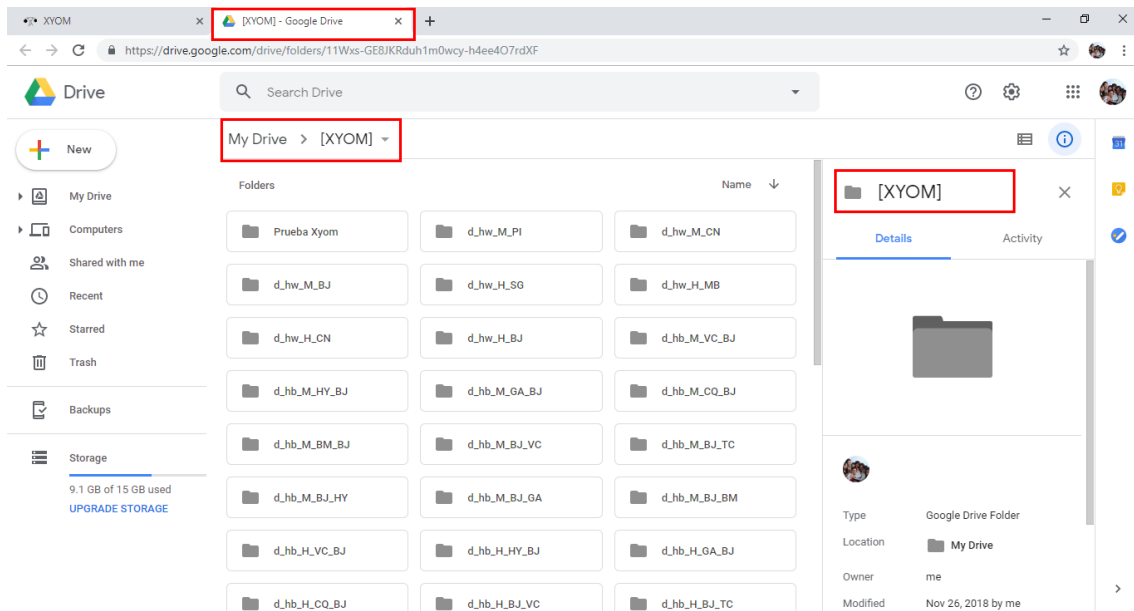 XYOM
[XYOM] - Google Drive
https://drive.google.com/drive/folders/11Wxs-GE8JKRduh1m0wcy-h4ee4O7rdXF
Drive
Search Drive
New
My Drive > [XYOM]
31
My Drive
Computers
Shared with me
Recent
Starred
Trash
Backups
Storage
9.1 GB of 15 GB used
UPGRADE STORAGE
Folders
Name
Prueba Xyom
d_hw_M_PI
d_hw_M_CN
d_hw_M_BJ
d_hw_H_SG
d_hw_H_MB
d_hw_H_CN
d_hw_H_BJ
d_hb_M_VC_BJ
d_hb_M_HY_BJ
d_hb_M_GA_BJ
d_hb_M_CQ_BJ
d_hb_M_BM_BJ
d_hb_M_BJ_VC
d_hb_M_BJ_TC
d_hb_M_BJ_HY
d_hb_M_BJ_GA
d_hb_M_BJ_BM
d_hb_H_VC_BJ
d_hb_H_HY_BJ
d_hb_H_GA_BJ
d_hb_H_CQ_BJ
d_hb_H_BJ_VC
d_hb_H_BJ_TC
[XYOM]
Details
Activity
Type Google Drive Folder
Location My Drive
Owner me
Modified Nov 26, 2018 by me